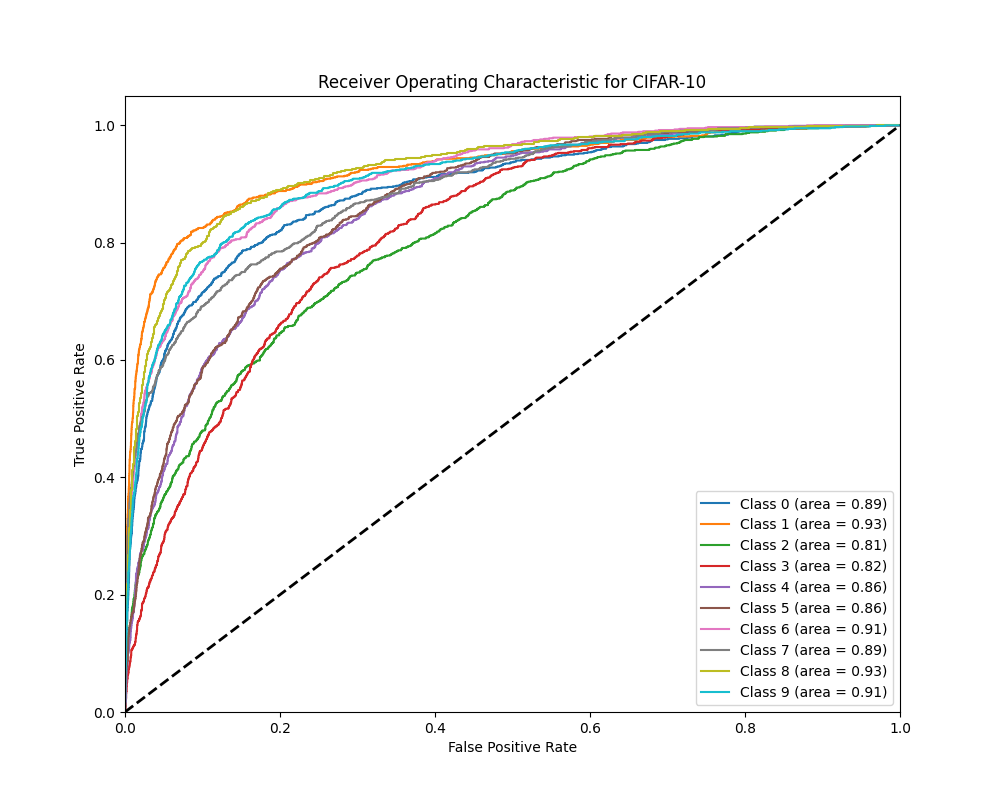 Receiver Operating Characteristic for CIFAR-10
True Positive Rate
1.0
0.8
0.6
0.4
0.2
0.0
Class 0 (area = 0.89)
Class 1 (area = 0.93)
Class 2 (area = 0.81)
Class 3 (area = 0.82)
Class 4 (area = 0.86)
Class 5 (area = 0.86)
Class 6 (area = 0.91)
Class 7 (area = 0.89)
Class 8 (area = 0.93)
Class 9 (area = 0.91)
0.0 0.2 0.4 0.6 0.8 1.0
False Positive Rate